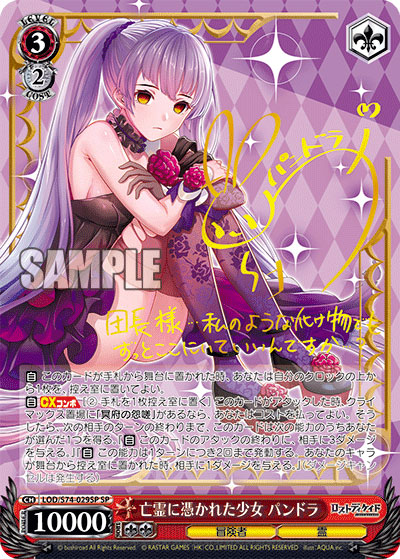 LEVEL
3
2
COST
パンドラ
SAMPLE
団長様…私のような化け物でも
ずっとここにいていいんですか…?
【自】 このカードが手札から舞台に置かれた時、あなたは自分のクロックの上か
ら1枚を、控え室に置いてよい。
【自】 CXコンボ [② 手札を1枚控え室に置く] このカードがアタックした時、クライ
マックス置場に「冥府の怨嗟」があるなら、あなたはコストを払ってよい。そう
したら、次の相手のターンの終わりまで、このカードは次の能力のうちあなた
が選んだ1つを得る。『【自】 このカードのアタックの終わりに、相手に3ダメージ
を与える。』『【自】 この能力は1ターンにつき2回まで発動する。あなたのキャラ
が舞台から控え室に置かれた時、相手に1ダメージを与える。』(ダメージキャン
セルは発生する)
CH LOD/S74-029SP SP
10000
亡霊に憑かれた少女 パンドラ
ロストディケイド
冒険者
霊
© bushiroad All Rights Reserved. © RASTAR GAMES (HK) CO.,LIMITED ALL RIGHTS RESERVED. illust:AQUA.etc.